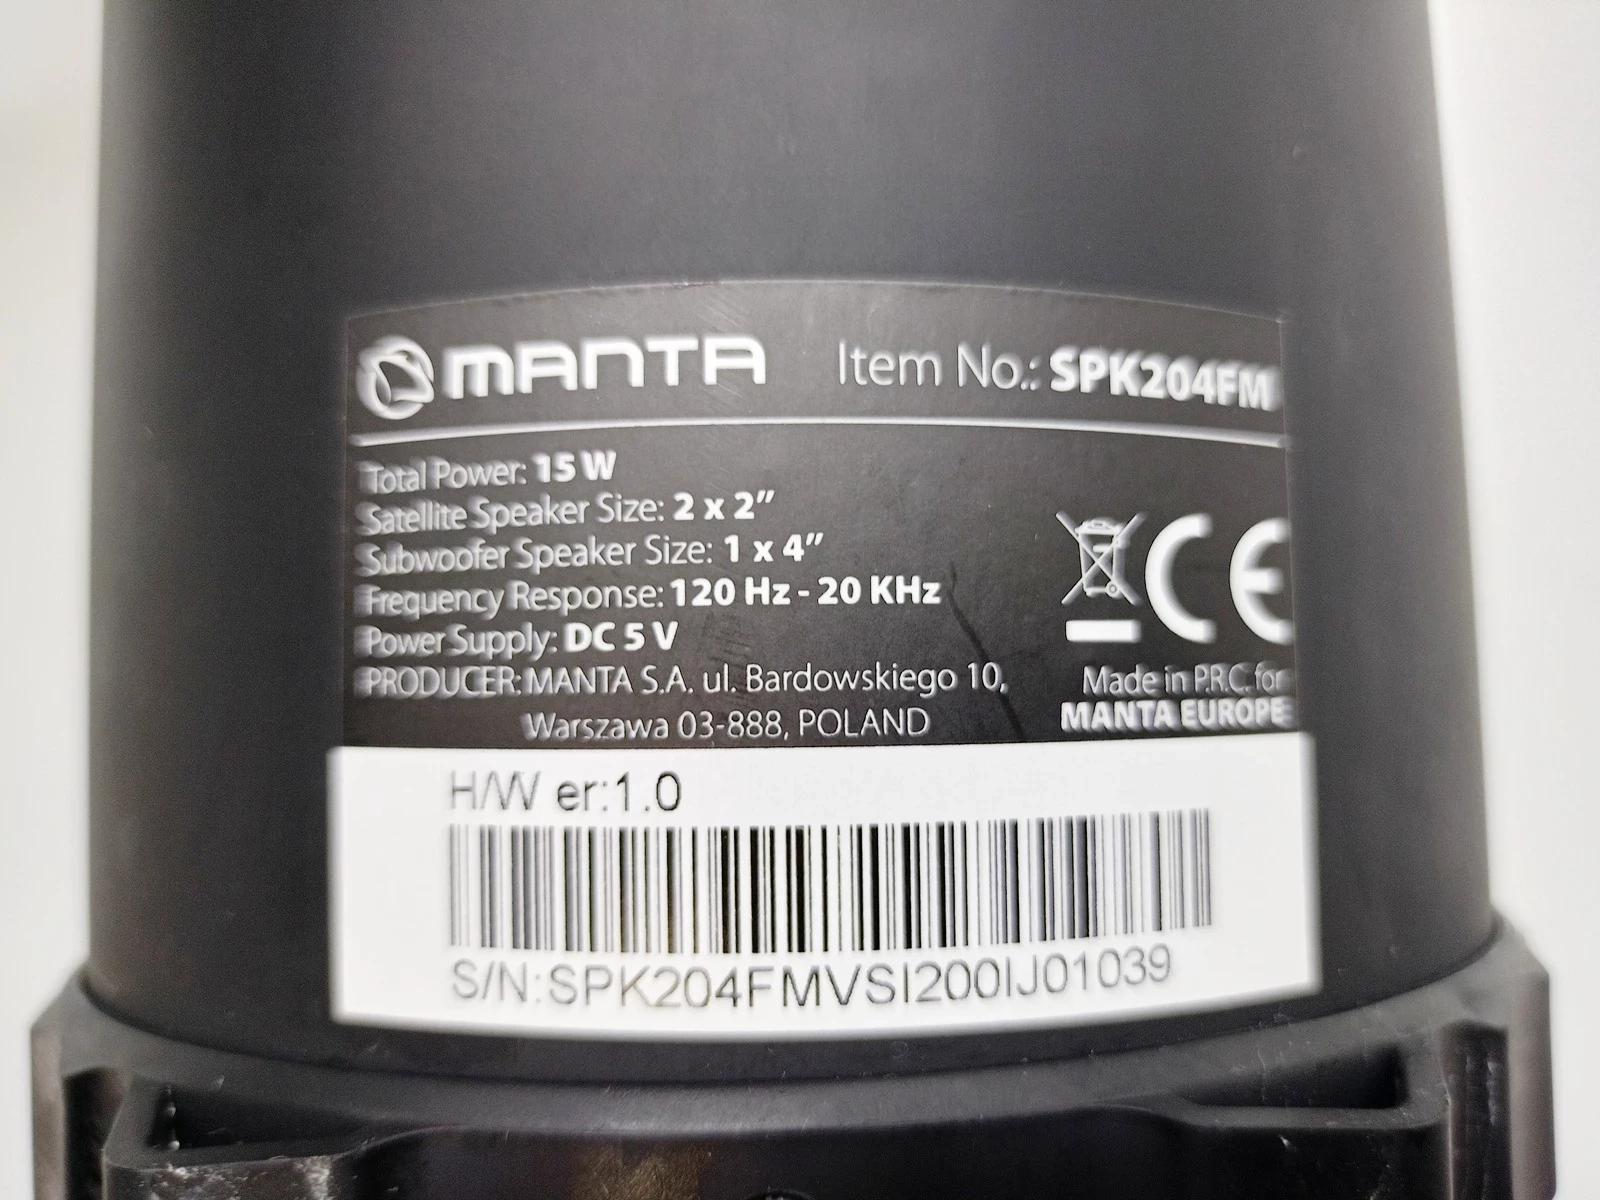 MANTA Item No.: SPK204FM
Total Power: 15 W
Satellite Speaker Size: 2 x 2”
Subwoofer Speaker Size: 1 x 4”
Frequency Response: 120 Hz - 20 KHz
Power Supply: DC 5 V
PRODUCER: MANTA S.A. ul. Bardowskiego 10,
Warszawa 03-888, POLAND
CE
Made in P.R.C. for
MANTA EUROPE
H/W er:1.0
S/N:SPK204FMVSI200IJ01039